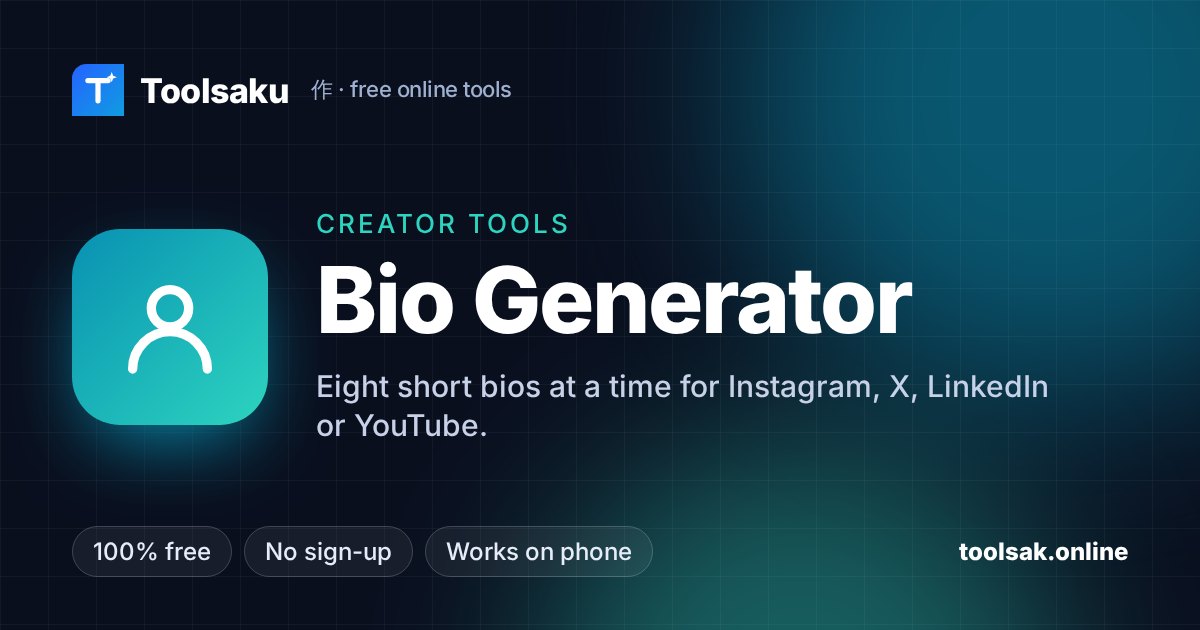 Toolsaku 作 · free online tools
CREATOR TOOLS
Bio Generator
Eight short bios at a time for Instagram, X, LinkedIn
or YouTube.
100% free No sign-up Works on phone toolsak.online